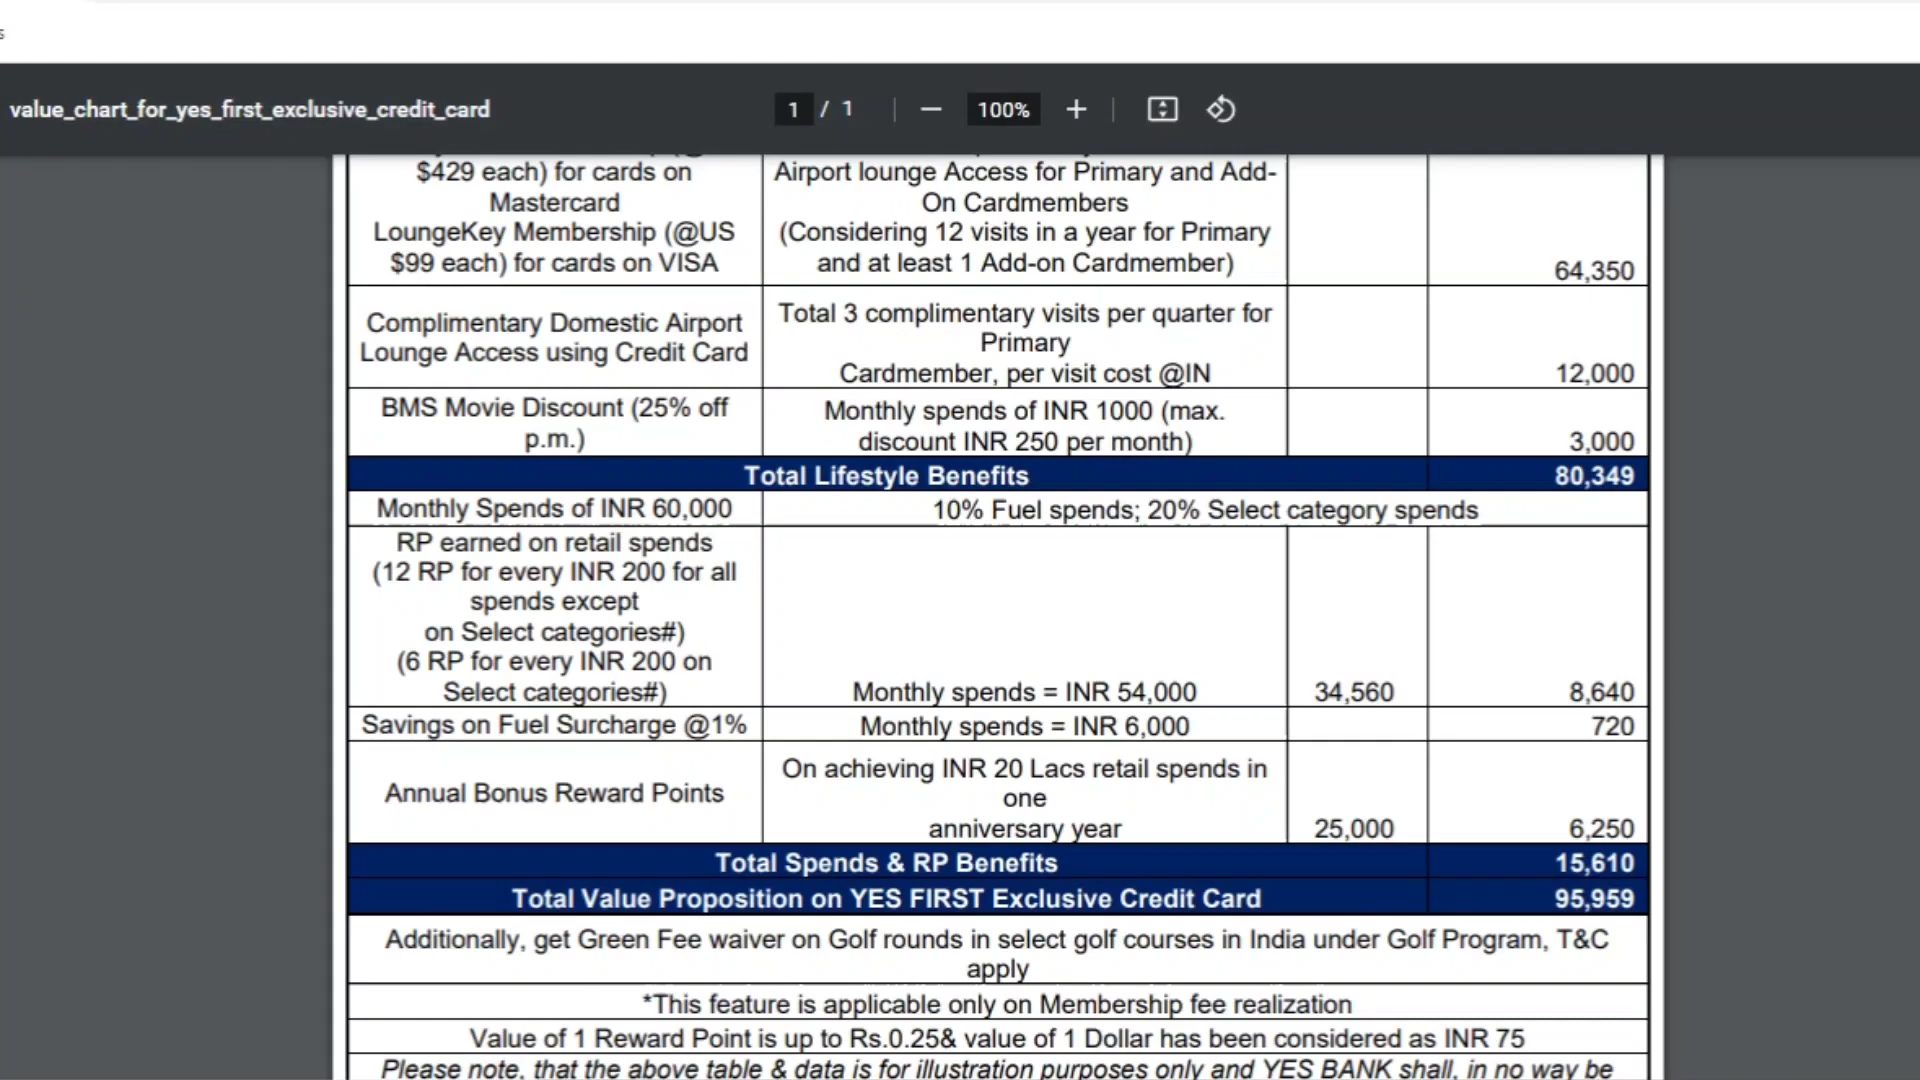 s
value_chart_for_yes_first_exclusive_credit_card
1 / 1
100%
$429 each) for cards on
Mastercard
LoungeKey Membership (@US
$99 each) for cards on VISA
Airport lounge Access for Primary and Add-
On Cardmembers
(Considering 12 visits in a year for Primary
and at least 1 Add-on Cardmember)
64,350
Complimentary Domestic Airport
Lounge Access using Credit Card
Total 3 complimentary visits per quarter for
Primary
Cardmember, per visit cost @IN
12,000
BMS Movie Discount (25% off
p.m.)
Monthly spends of INR 1000 (max.
discount INR 250 per month)
3,000
Total Lifestyle Benefits
80,349
Monthly Spends of INR 60,000
10% Fuel spends; 20% Select category spends
RP earned on retail spends
(12 RP for every INR 200 for all
spends except
on Select categories#)
(6 RP for every INR 200 on
Select categories#)
Monthly spends = INR 54,000
34,560
8,640
Savings on Fuel Surcharge @1%
Monthly spends = INR 6,000
720
Annual Bonus Reward Points
On achieving INR 20 Lacs retail spends in
one
anniversary year
25,000
6,250
Total Spends & RP Benefits
15,610
Total Value Proposition on YES FIRST Exclusive Credit Card
95,959
Additionally, get Green Fee waiver on Golf rounds in select golf courses in India under Golf Program, T&C
apply
*This feature is applicable only on Membership fee realization
Value of 1 Reward Point is up to Rs.0.25& value of 1 Dollar has been considered as INR 75
Please note, that the above table & data is for illustration purposes only and YES BANK shall, in no way be